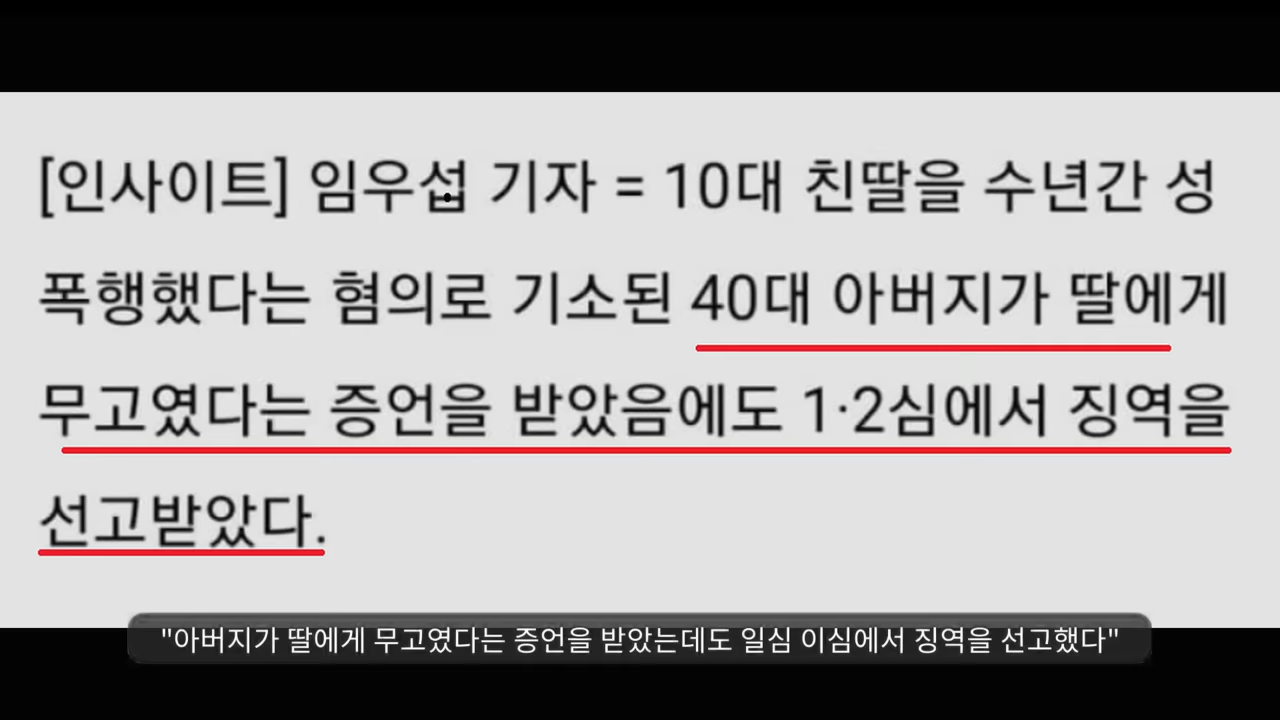 [인사이트] 임우섭 기자 = 10대 친딸을 수년간 성
폭행했다는 혐의로 기소된 40대 아버지가 딸에게
무고였다는 증언을 받았음에도 1·2심에서 징역을
선고받았다.
"아버지가 딸에게 무고였다는 증언을 받았는데도 일심 이심에서 징역을 선고했다"